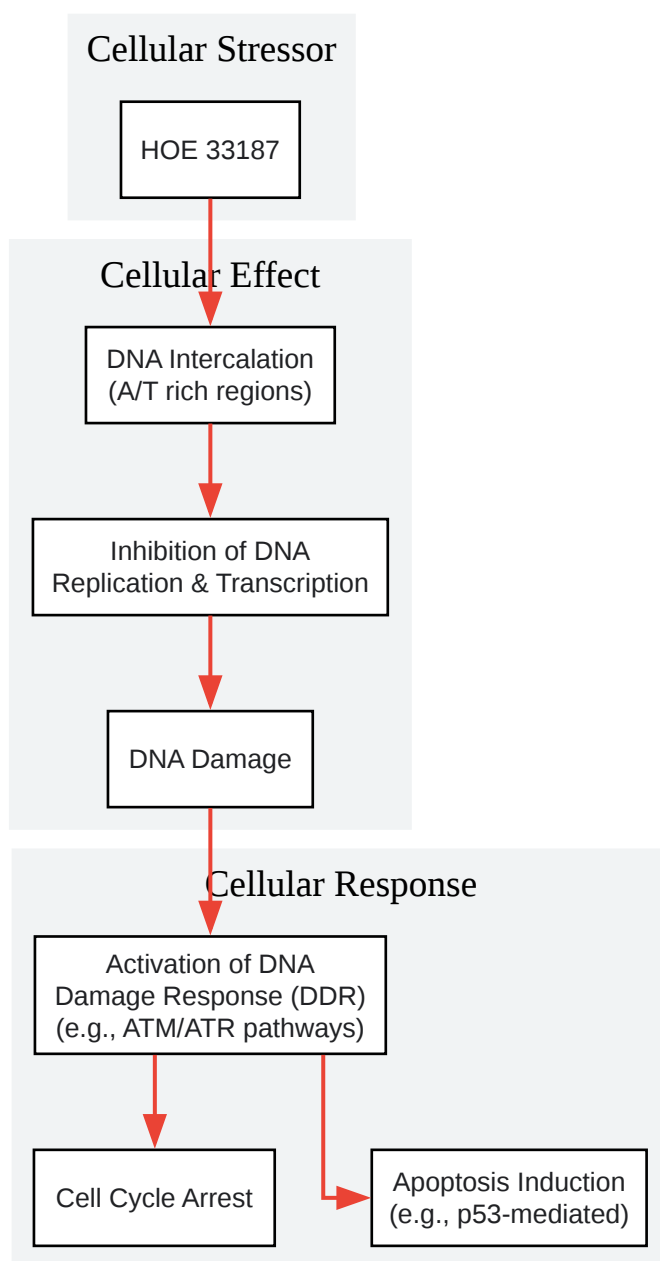 Cellular Stressor
HOE 33187
Cellular Effect
DNA Intercalation
(A/T rich regions)
Inhibition of DNA
Replication & Transcription
DNA Damage
Cellular Response
Activation of DNA
Damage Response (DDR)
(e.g., ATM/ATR pathways)
Cell Cycle Arrest
Apoptosis Induction
(e.g., p53-mediated)